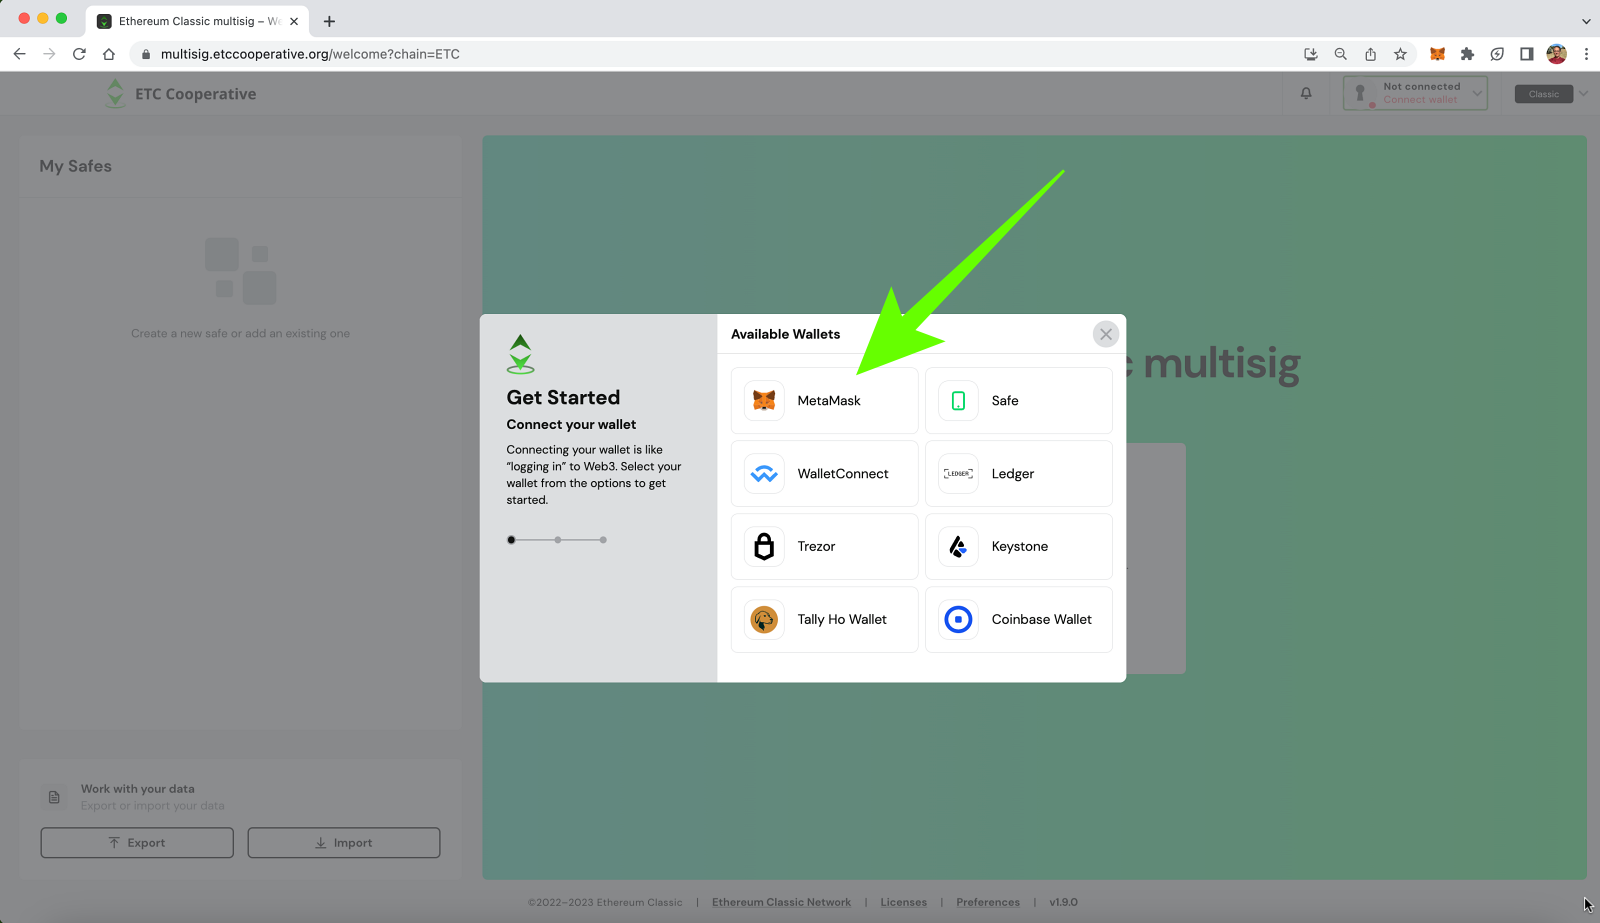 Ethereum Classic multisig – We
multisig.etccooperative.org/welcome?chain=ETC
ETC Cooperative
Not connected
Connect wallet
Classic
My Safes
Create a new safe or add an existing one
c multisig
Get Started
Connect your wallet
Connecting your wallet is like
“logging in” to Web3. Select your
wallet from the options to get
started.
Available Wallets
MetaMask
Safe
WalletConnect
LEDGER
Ledger
Trezor
Keystone
Tally Ho Wallet
Coinbase Wallet
Work with your data
Export or import your data
Export
Import
©2022–2023 Ethereum Classic | Ethereum Classic Network | Licenses | Preferences | v1.9.0